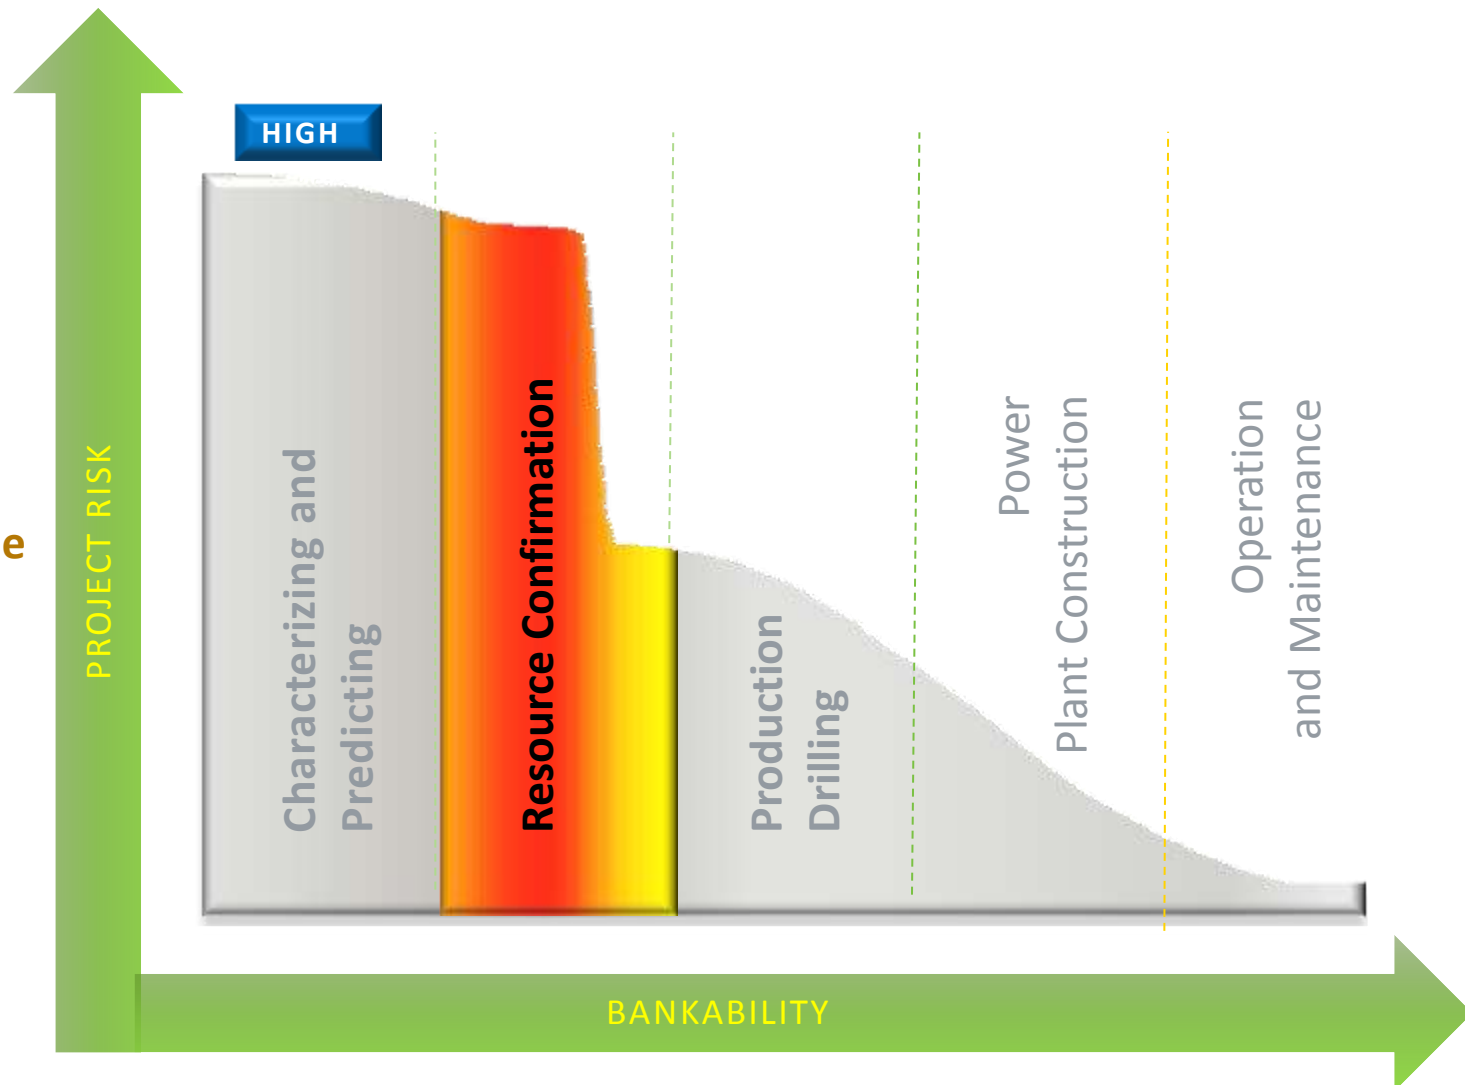 HIGH
e
PROJECT RISK
Characterizing and
Predicting
Resource Confirmation
Production
Drilling
Power
Plant Construction
Operation
and Maintenance
BANKABILITY